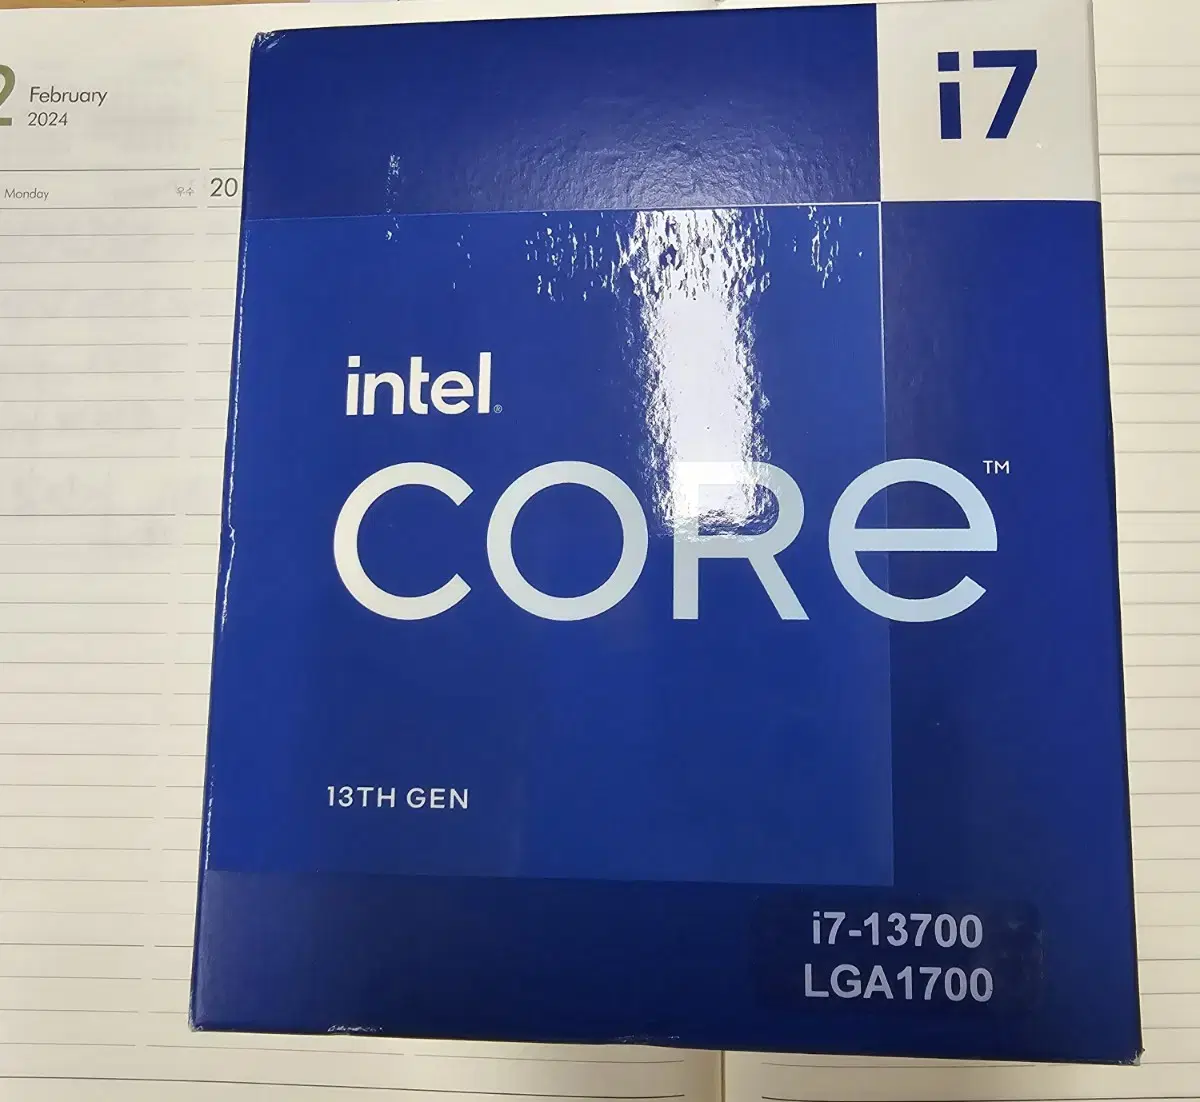 2
February
2024
Monday
우수
20
i7
intel®
CORe™
13TH GEN
i7-13700
LGA1700